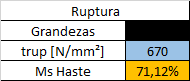 Ruptura
Grandezas
trup [N/mm²] 670
Ms Haste 71,12%